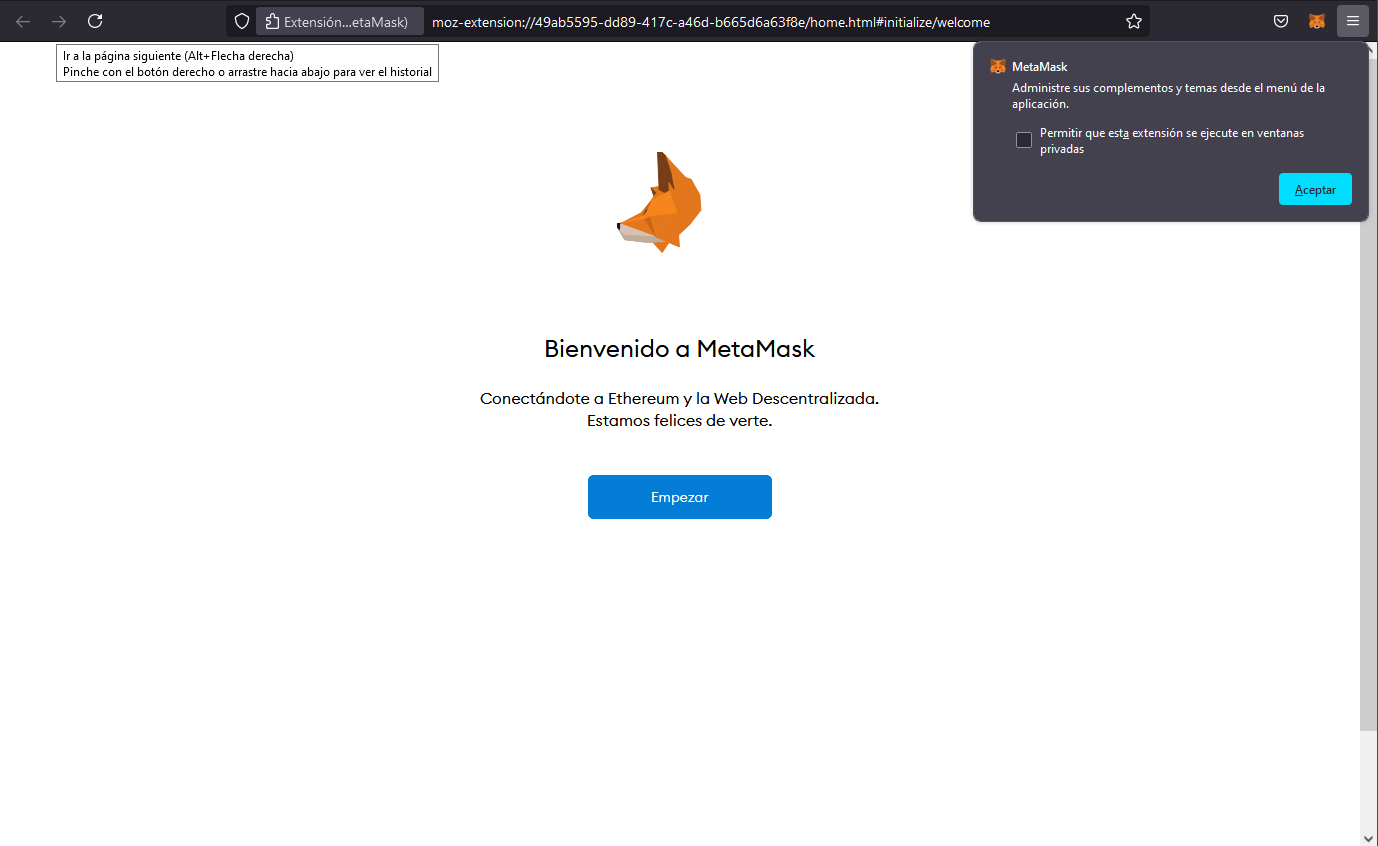 Extensión...etaMask)
moz-extension://49ab5595-dd89-417c-a46d-b665d6a63f8e/home.html#initialize/welcome
Ir a la página siguiente (Alt+Flecha derecha)
Pinche con el botón derecho o arrastre hacia abajo para ver el historial
MetaMask
Administre sus complementos y temas desde el menú de la
aplicación.
Permitir que esta extensión se ejecute en ventanas
privadas
Aceptar
Bienvenido a MetaMask
Conectándote a Ethereum y la Web Descentralizada.
Estamos felices de verte.
Empezar